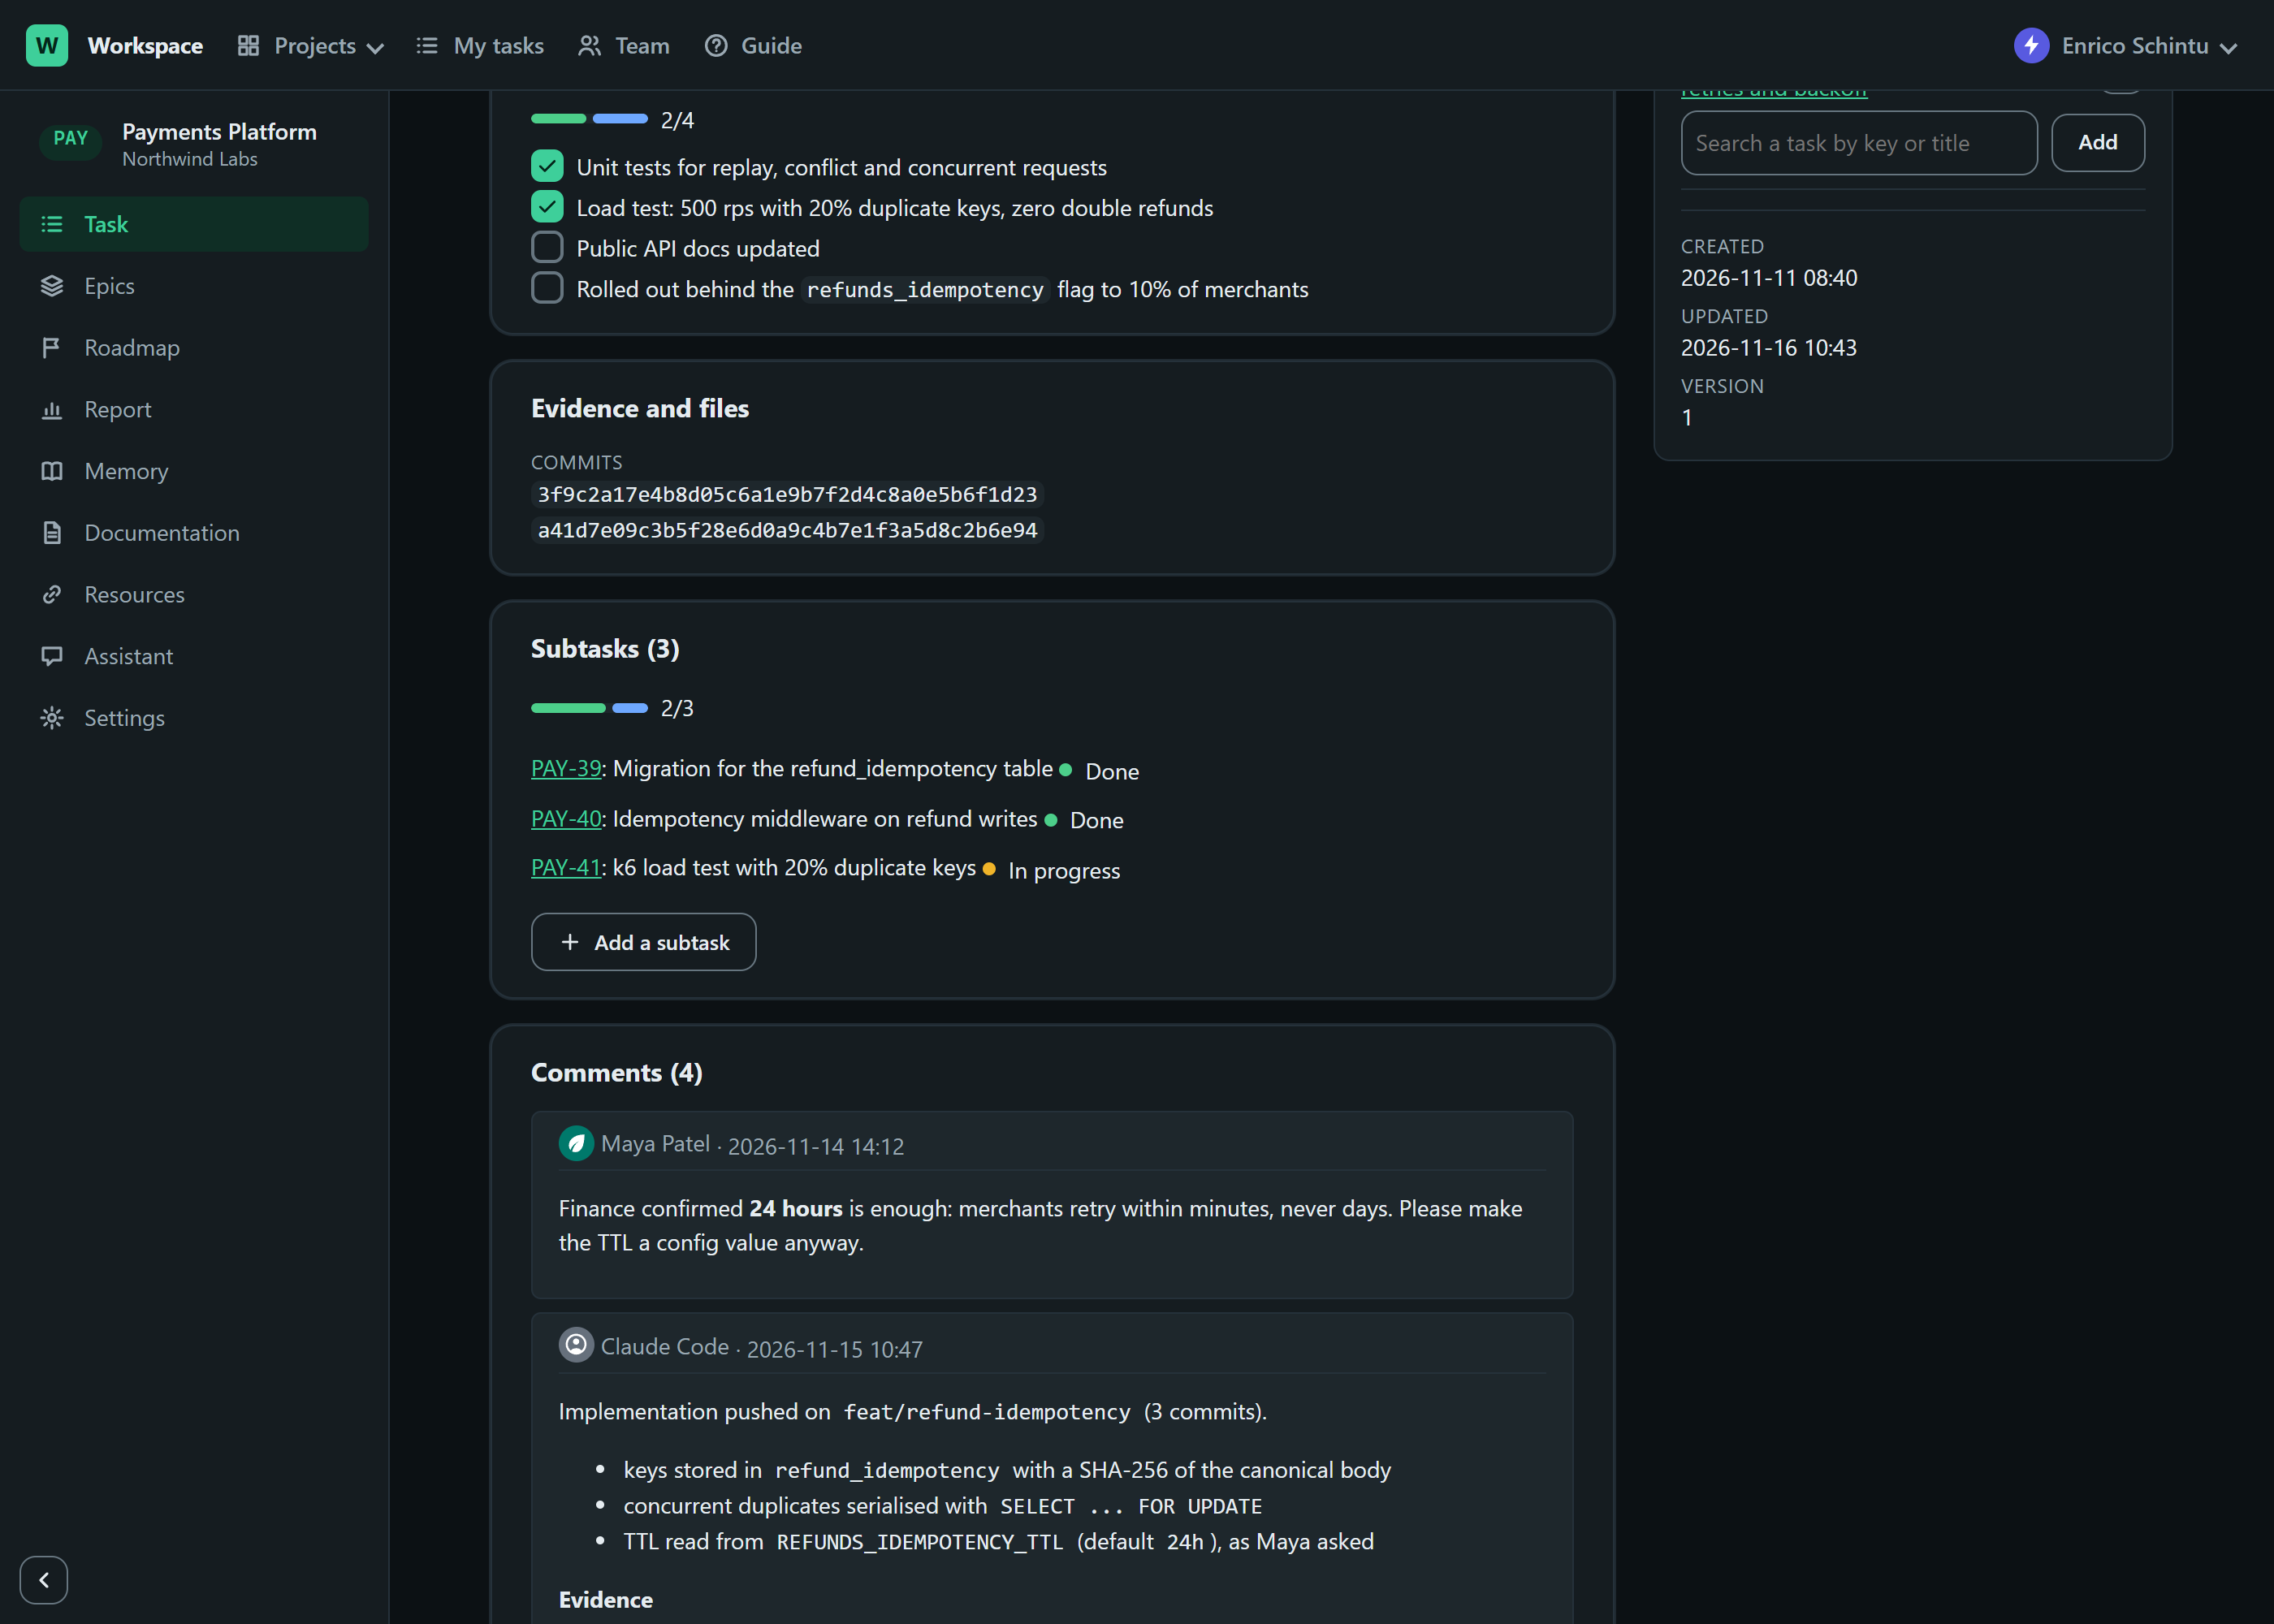 W Workspace Projects My tasks Team Guide Enrico Schintu
PAY Payments Platform
Northwind Labs
Task
Epics
Roadmap
Report
Memory
Documentation
Resources
Assistant
Settings
2/4
Unit tests for replay, conflict and concurrent requests
Load test: 500 rps with 20% duplicate keys, zero double refunds
Public API docs updated
Rolled out behind the refunds_idempotency flag to 10% of merchants
Evidence and files
COMMITS
3f9c2a17e4b8d05c6a1e9b7f2d4c8a0e5b6f1d23
a41d7e09c3b5f28e6d0a9c4b7e1f3a5d8c2b6e94
Subtasks (3)
2/3
PAY-39: Migration for the refund_idempotency table Done
PAY-40: Idempotency middleware on refund writes Done
PAY-41: k6 load test with 20% duplicate keys In progress
+ Add a subtask
Comments (4)
Maya Patel · 2026-11-14 14:12
Finance confirmed 24 hours is enough: merchants retry within minutes, never days. Please make
the TTL a config value anyway.
Claude Code · 2026-11-15 10:47
Implementation pushed on feat/refund-idempotency (3 commits).
• keys stored in refund_idempotency with a SHA-256 of the canonical body
• concurrent duplicates serialised with SELECT ... FOR UPDATE
• TTL read from REFUNDS_IDEMPOTENCY_TTL (default 24h ), as Maya asked
Evidence
retries and backoff
Search a task by key or title
Add
CREATED
2026-11-11 08:40
UPDATED
2026-11-16 10:43
VERSION
1